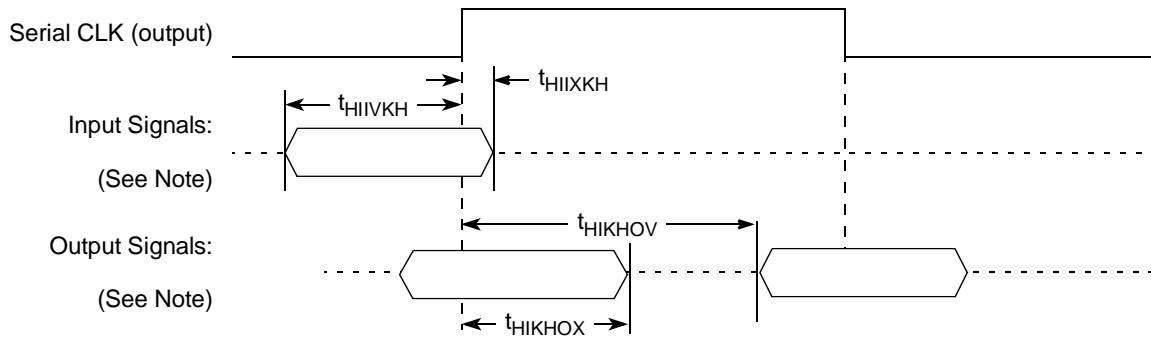 Serial CLK (output)
tHIIXKH
tHIIVKH
Input Signals:
(See Note)
tHIKHOV
Output Signals:
(See Note)
tHIKHOX